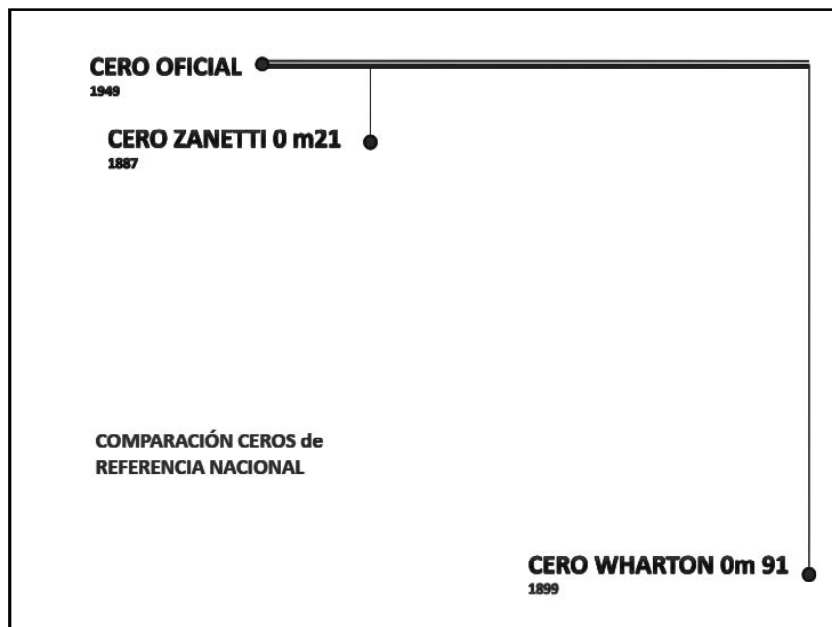 CERO OFICIAL
1949
CERO ZANETTI 0 m21
1887
COMPARACIÓN CEROS de
REFERENCIA NACIONAL
CERO WHARTON 0m 91
1899